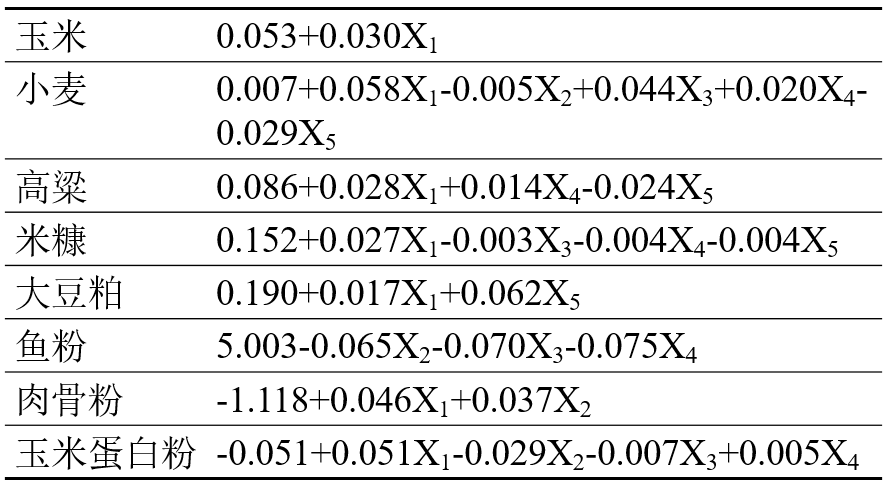 玉米 0.053+0.030X₁
小麦 0.007+0.058X₁-0.005X₂+0.044X₃+0.020X₄-
0.029X₅
高粱 0.086+0.028X₁+0.014X₄-0.024X₅
米糠 0.152+0.027X₁-0.003X₃-0.004X₄-0.004X₅
大豆粕 0.190+0.017X₁+0.062X₅
鱼粉 5.003-0.065X₂-0.070X₃-0.075X₄
肉骨粉 -1.118+0.046X₁+0.037X₂
玉米蛋白粉 -0.051+0.051X₁-0.029X₂-0.007X₃+0.005X₄